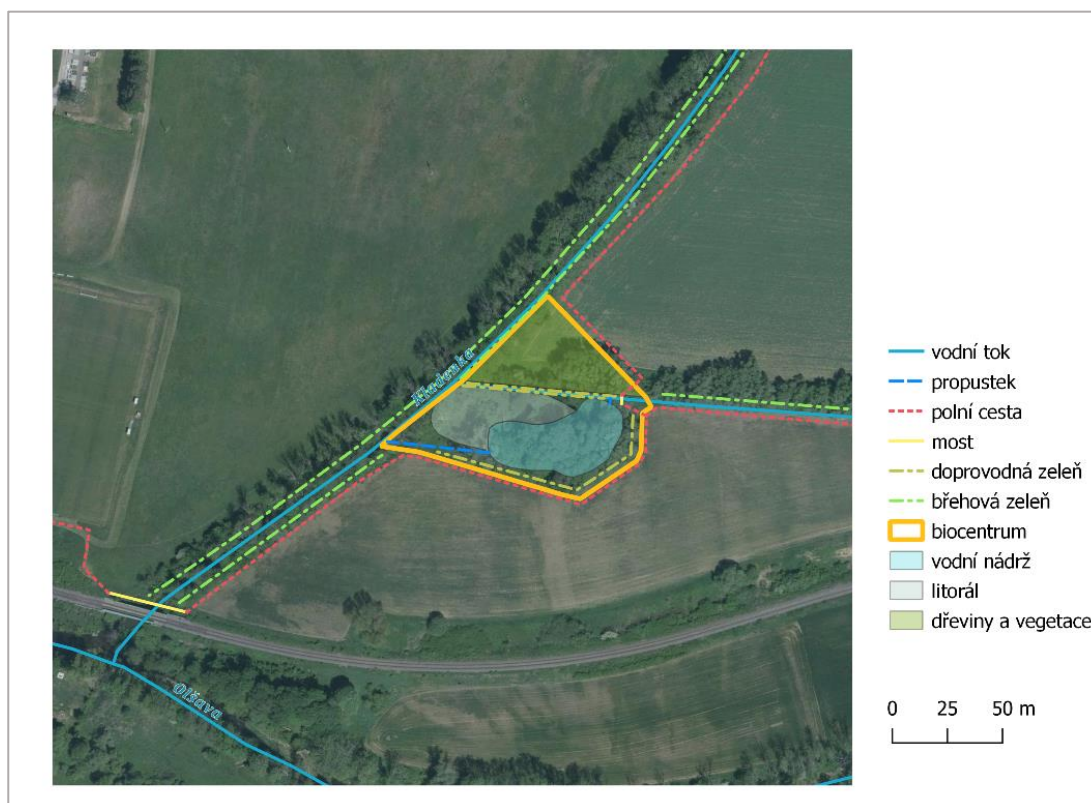 Hladenka
Olšava
vodní tok
propustek
polní cesta
most
doprovodná zeleň
břehová zeleň
biocentrum
vodní nádrž
litorál
dřeviny a vegetace
0 25 50 m